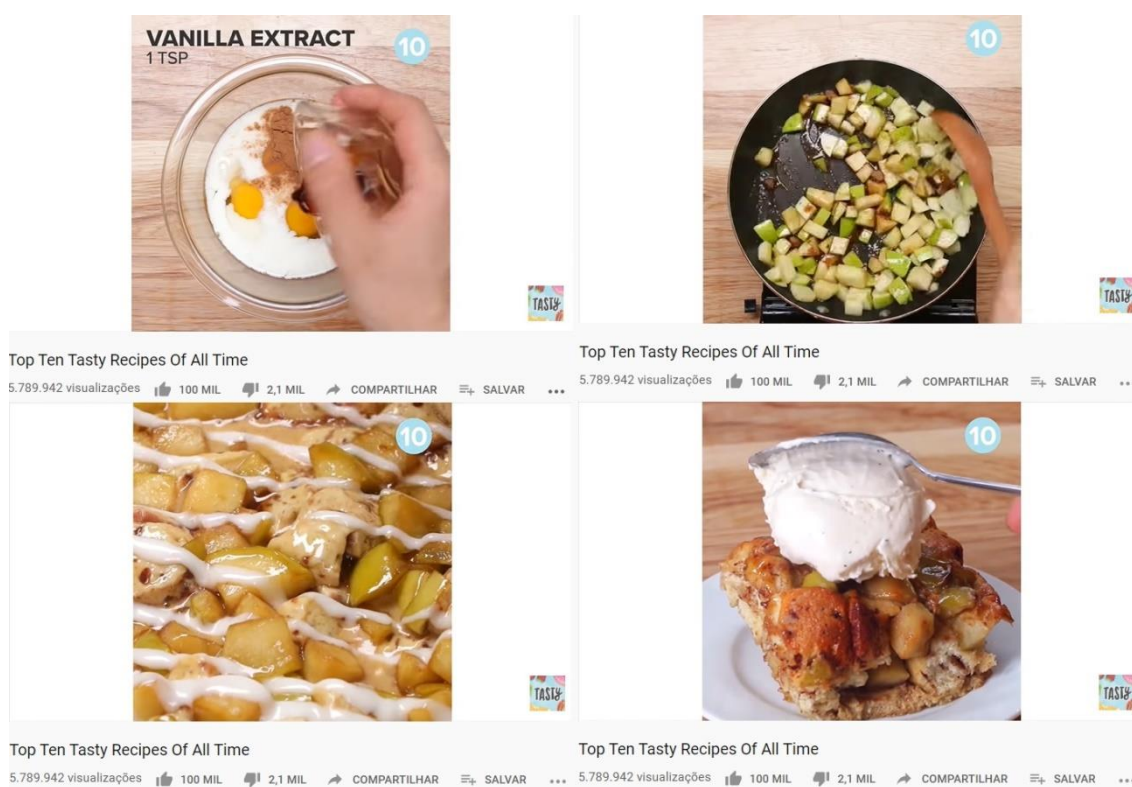 VANILLA EXTRACT
1 TSP
10
TASTY
Top Ten Tasty Recipes Of All Time
5.789.942 visualizações 100 MIL 2,1 MIL COMPARTILHAR SALVAR
10
TASTY
Top Ten Tasty Recipes Of All Time
5.789.942 visualizações 100 MIL 2,1 MIL COMPARTILHAR SALVAR
10
TASTY
Top Ten Tasty Recipes Of All Time
5.789.942 visualizações 100 MIL 2,1 MIL COMPARTILHAR SALVAR
10
TASTY
Top Ten Tasty Recipes Of All Time
5.789.942 visualizações 100 MIL 2,1 MIL COMPARTILHAR SALVAR